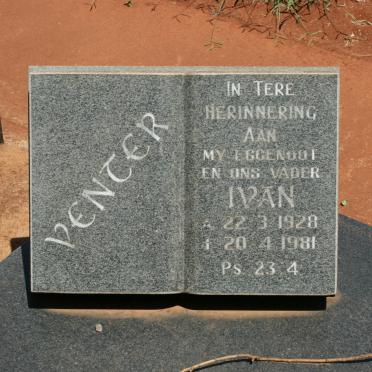 VENTER
IN TERE
HERINNERING
AAN
MY EGGENOOT
EN ONS VADER
IVAN
* 22·3·1928
† 20·4·1981
PS 23:4